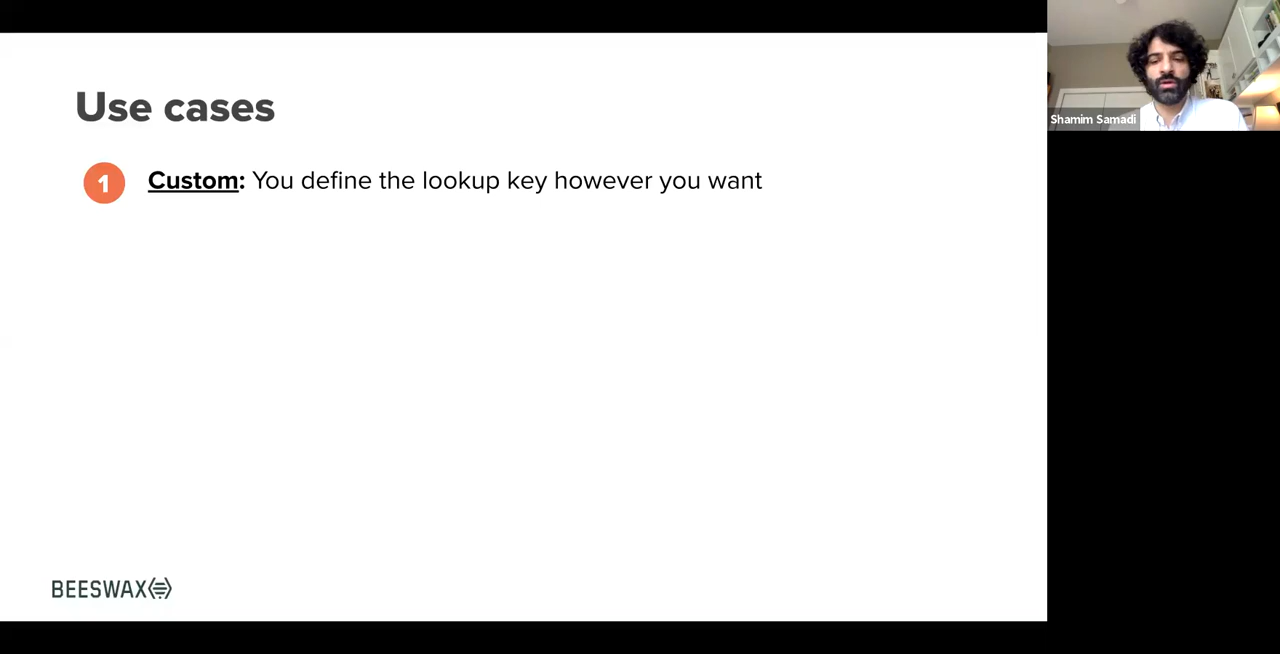 Use cases
1 Custom: You define the lookup key however you want
BEESWAX
Shamim Samadi